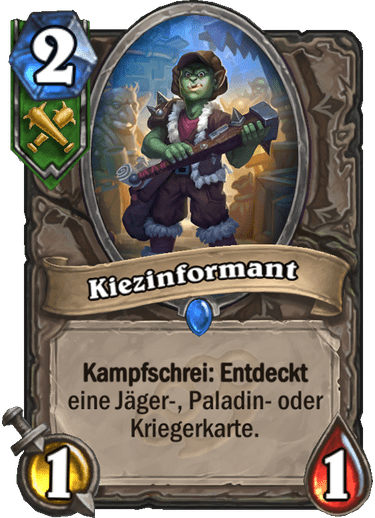 2
Kiezinformant
Kampfschrei: Entdeckt
eine Jäger-, Paladin- oder
Kriegerkarte.
1
1